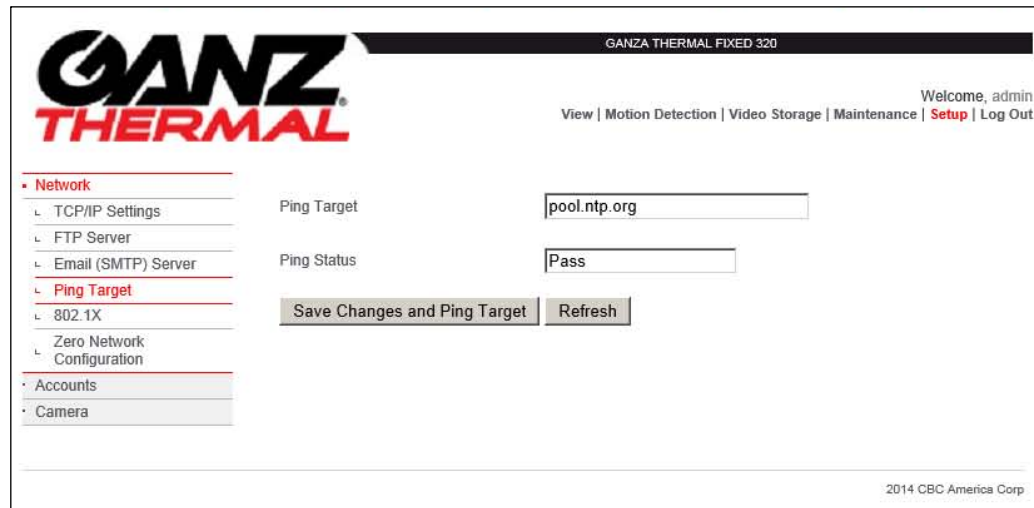 GANZ
THERMAL
GANZA THERMAL FIXED 320
Welcome, admin
View | Motion Detection | Video Storage | Maintenance | Setup | Log Out
Network
TCP/IP Settings
FTP Server
Email (SMTP) Server
Ping Target
802.1X
Zero Network
Configuration
Accounts
Camera
Ping Target
pool.ntp.org
Ping Status
Pass
Save Changes and Ping Target
Refresh
2014 CBC America Corp